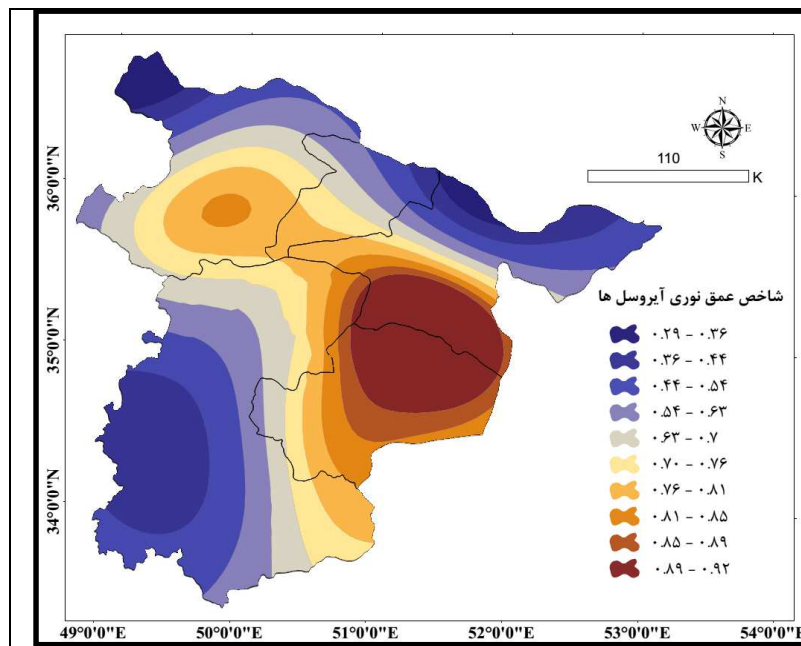 N
W E
S
110
K
36°0'0"N
35°0'0"N
34°0'0"N
شاخص عمق نوری آیروسل ها
۰.۲۹ - ۰.۳۶
۰.۳۶ - ۰.۴۴
۰.۴۴ - ۰.۵۴
۰.۵۴ - ۰.۶۳
۰.۶۳ - ۰.۷
۰.۷۰ - ۰.۷۶
۰.۷۶ - ۰.۸۱
۰.۸۱ - ۰.۸۵
۰.۸۵ - ۰.۸۹
۰.۸۹ - ۰.۹۲
49°0'0"E 50°0'0"E 51°0'0"E 52°0'0"E 53°0'0"E 54°0'0"E